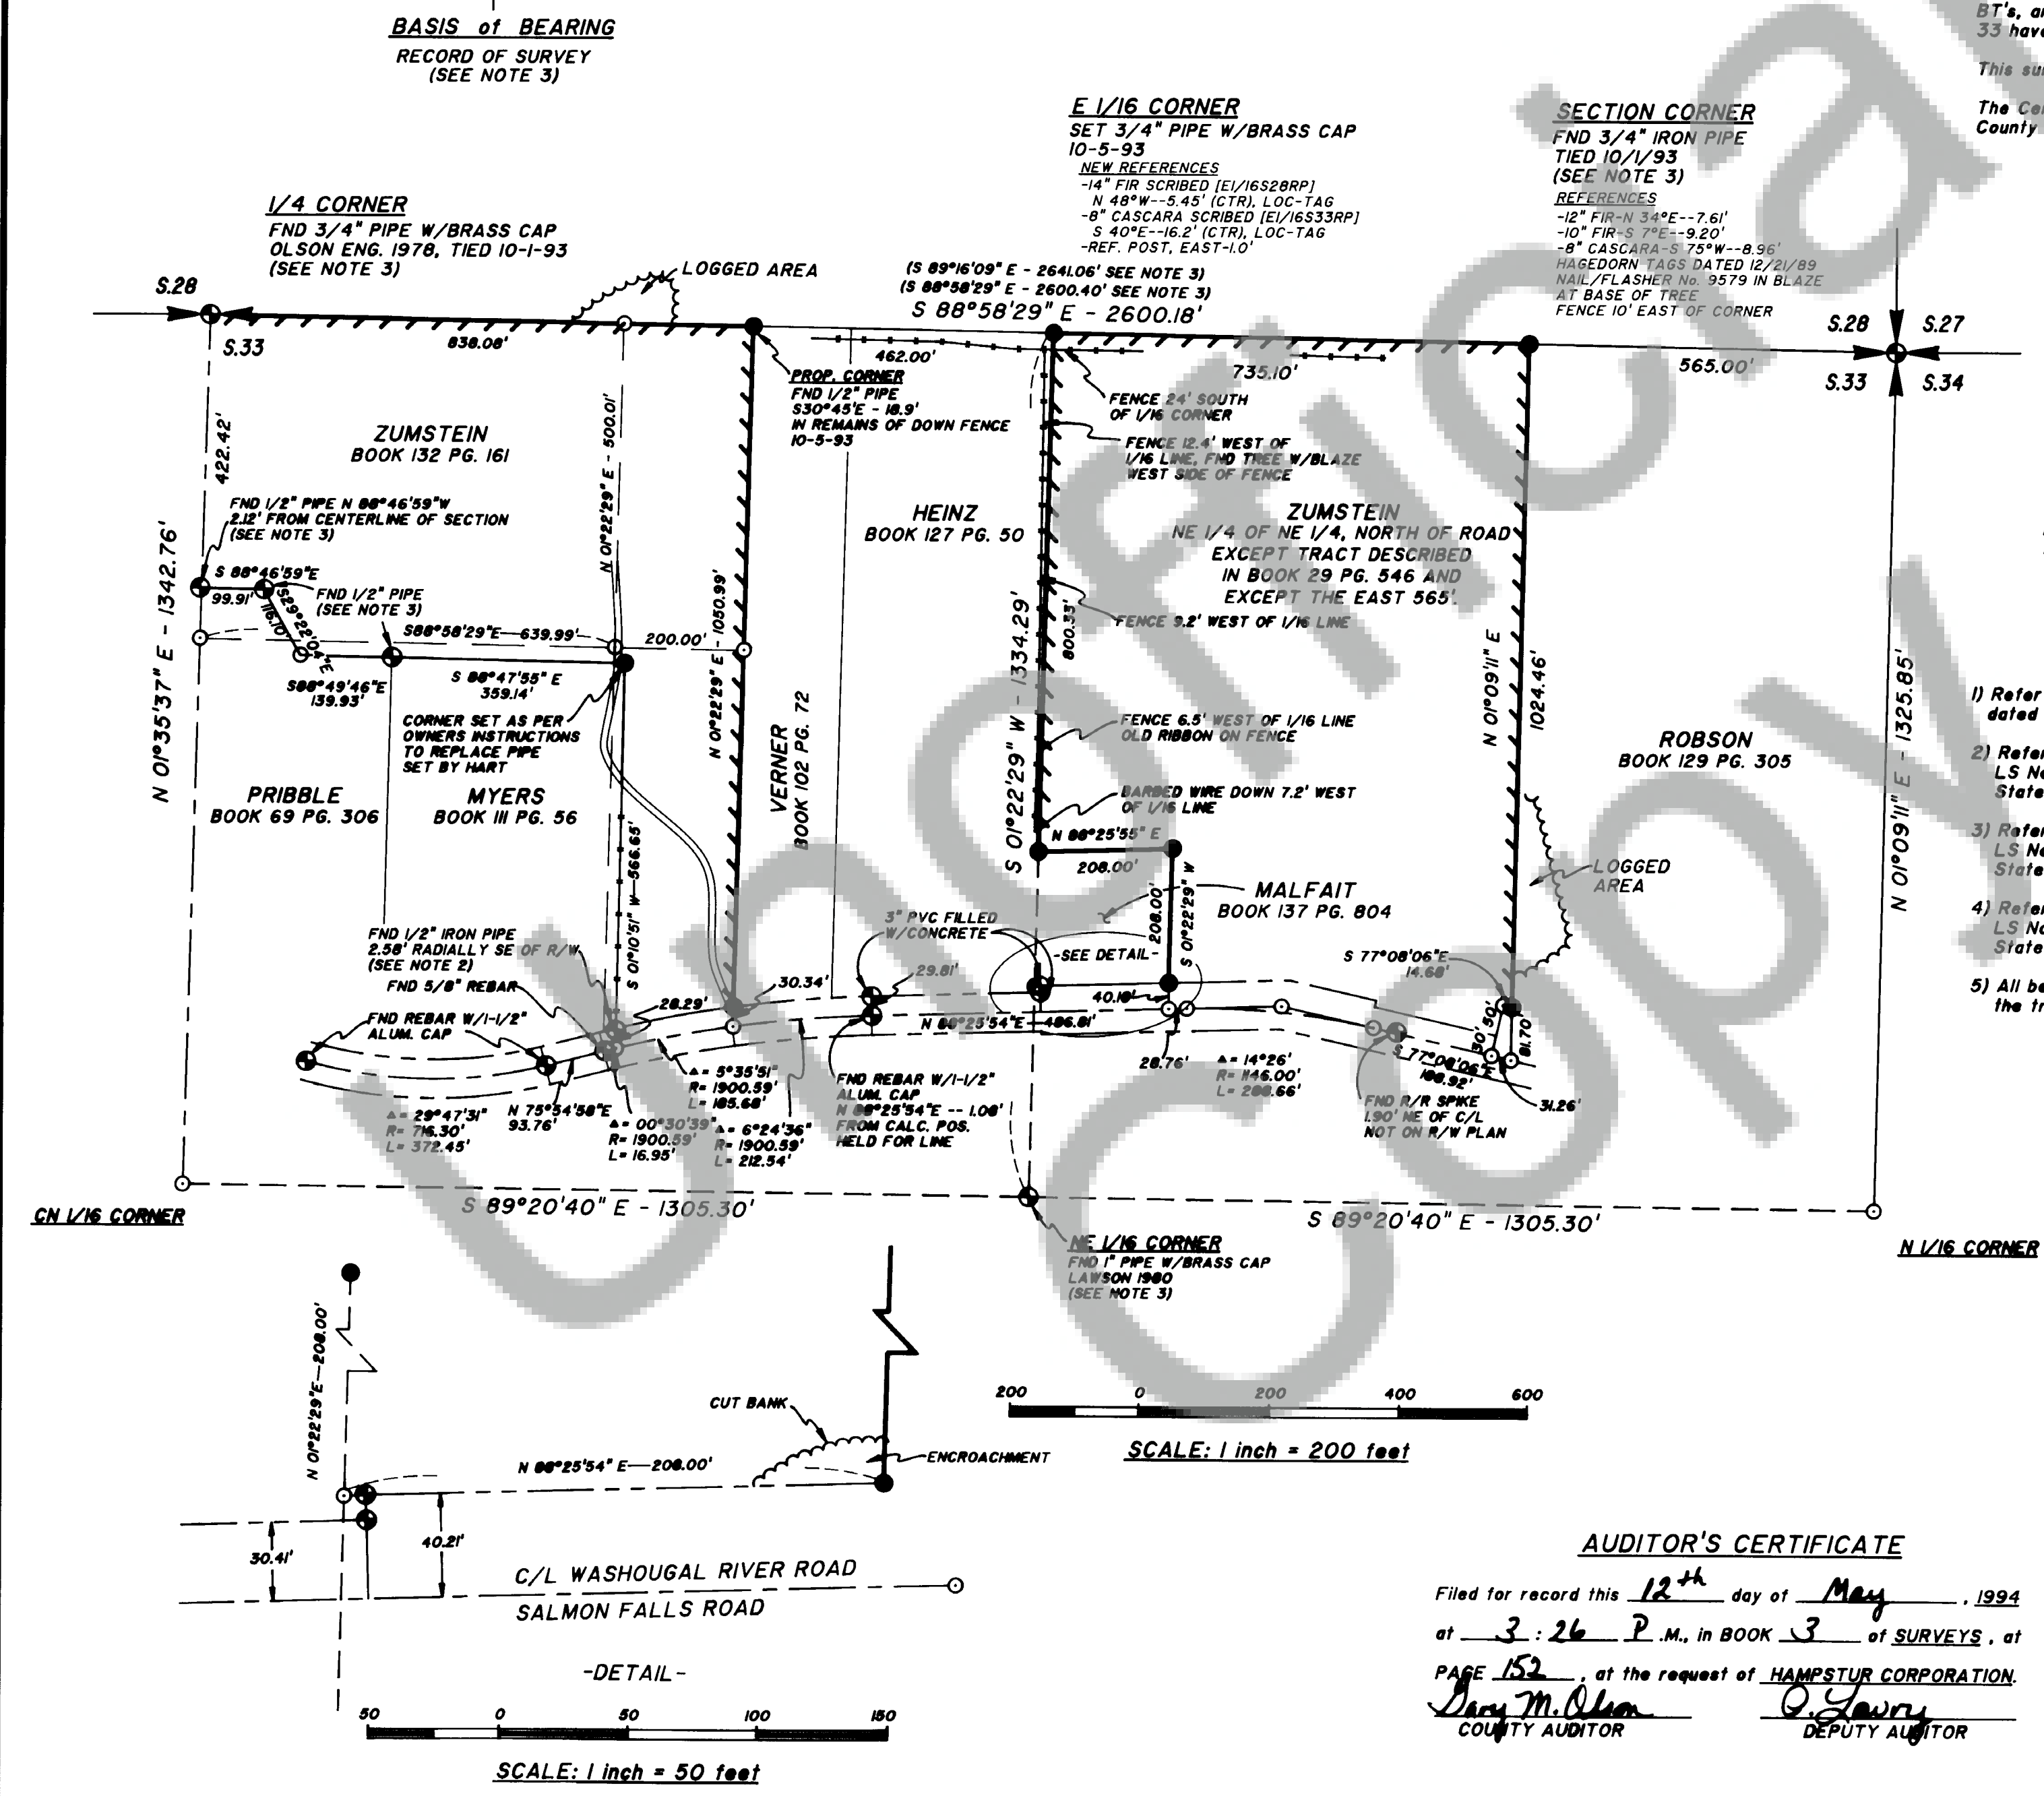 BASIS of BEARING
RECORD OF SURVEY
(SEE NOTE 3)
BT's,
33 have
This
The
County
E 1/16 CORNER
SET 3/4" PIPE W/BRASS CAP
10-5-93
NEW REFERENCES
-14" FIR SCRIBED [E1/16S28RP]
N 48°W--5.45' (CTR), LOC-TAG
-8" CASCARA SCRIBED [E1/16S33RP]
S 40°E--16.2' (CTR), LOC-TAG
-REF. POST, EAST-1.0'
SECTION CORNER
FND 3/4" IRON PIPE
TIED 10/1/93
(SEE NOTE 3)
REFERENCES
-12" FIR-N 34°E--7.61'
-10" FIR-S 7°E--9.20'
-8" CASCARA-S 75°W--8.96'
HAGEDORN TAGS DATED 12/21/89
NAIL/FLASHER No. 9579 IN BLAZE
AT BASE OF TREE
FENCE 10' EAST OF CORNER
1/4 CORNER
FND 3/4" PIPE W/BRASS CAP
OLSON ENG. 1978, TIED 10-1-93
(SEE NOTE 3)
LOGGED AREA
(S 89°16'09" E - 2641.06' SEE NOTE 3)
(S 88°58'29" E - 2600.40' SEE NOTE 3)
S 88°58'29" E - 2600.18'
S.28
S.33
S.28
S.27
S.33
S.34
838.08'
462.00'
735.10'
565.00'
PROP. CORNER
FND 1/2" PIPE
S30°45'E - 18.9'
IN REMAINS OF DOWN FENCE
10-5-93
FENCE 24' SOUTH
OF 1/16 CORNER
FENCE 12.4' WEST OF
1/16 LINE, FND TREE W/BLAZE
WEST SIDE OF FENCE
422.42'
N 01°22'29" E - 500.01'
ZUMSTEIN
BOOK 132 PG. 161
HEINZ
BOOK 127 PG. 50
ZUMSTEIN
NE 1/4 OF NE 1/4, NORTH OF ROAD
EXCEPT TRACT DESCRIBED
IN BOOK 29 PG. 546 AND
EXCEPT THE EAST 565'.
FND 1/2" PIPE N 88°46'59"W
2.12' FROM CENTERLINE OF SECTION
(SEE NOTE 3)
S 88°46'59"E
99.91'
FND 1/2" PIPE
(SEE NOTE 3)
116.10'
N 01°35'37" E - 1342.76'
S88°58'29"E--639.99'
200.00'
S88°49'46"E
139.93'
S 88°47'55" E
359.14'
N 01°22'29" E - 1050.99'
S 01°22'29" W - 1334.29'
800.33'
FENCE 9.2' WEST OF 1/16 LINE
N 01°09'11" E
1024.46'
N 01°09'11" E - 1325.85'
CORNER SET AS PER
OWNERS INSTRUCTIONS
TO REPLACE PIPE
SET BY HART
VERNER
BOOK 102 PG. 72
FENCE 6.5' WEST OF 1/16 LINE
OLD RIBBON ON FENCE
ROBSON
BOOK 129 PG. 305
1) Refer
dated
2) Refer
LS
State
3) Refer
LS
State
4) Refer
LS
State
5) All
the
PRIBBLE
BOOK 69 PG. 306
MYERS
BOOK 111 PG. 56
BARBED WIRE DOWN 7.2' WEST
OF 1/16 LINE
N 88°25'55" E
208.00'
S 01°10'51" W--566.65'
MALFAIT
BOOK 137 PG. 804
208.00'
S 01°22'29" W
LOGGED
AREA
FND 1/2" IRON PIPE
2.58' RADIALLY SE OF R/W
(SEE NOTE 2)
FND 5/8" REBAR
3" PVC FILLED
W/CONCRETE
-SEE DETAIL-
S 77°08'06"E
14.68'
FND REBAR W/1-1/2"
ALUM. CAP
28.29'
30.34'
29.81'
40.18'
N 88°25'54"E--486.81'
28.76'
30'
50'
81.70'
S 77°08'06"E
188.92'
31.26'
Δ= 29°47'31"
R= 716.30'
L= 372.45'
N 75°54'58"E
93.76'
Δ= 00°30'39"
R= 1900.59'
L= 16.95'
Δ= 5°35'51"
R= 1900.59'
L= 185.68'
Δ= 6°24'36"
R= 1900.59'
L= 212.54'
FND REBAR W/1-1/2"
ALUM. CAP
N 88°25'54"E -- 1.08'
FROM CALC. POS.
HELD FOR LINE
Δ= 14°26'
R= 1146.00'
L= 288.66'
FND R/R SPIKE
1.90' NE OF C/L
NOT ON R/W PLAN
CN 1/16 CORNER
S 89°20'40" E - 1305.30'
S 89°20'40" E - 1305.30'
N 1/16 CORNER
NE 1/16 CORNER
FND 1" PIPE W/BRASS CAP
LAWSON 1980
(SEE NOTE 3)
N 01°22'29"E--208.00'
CUT BANK
ENCROACHMENT
N 88°25'54" E--208.00'
30.41'
40.21'
C/L WASHOUGAL RIVER ROAD
SALMON FALLS ROAD
-DETAIL-
50 0 50 100 150
SCALE: 1 inch = 50 feet
200 0 200 400 600
SCALE: 1 inch = 200 feet
AUDITOR'S CERTIFICATE
Filed for record this 12th day of May, 1994
at 3:26 P.M., in BOOK 3 of SURVEYS, at
PAGE 152, at the request of HAMPSTUR CORPORATION.
Gary M. Olson
COUNTY AUDITOR
DEPUTY AUDITOR
Unofficial
Copy